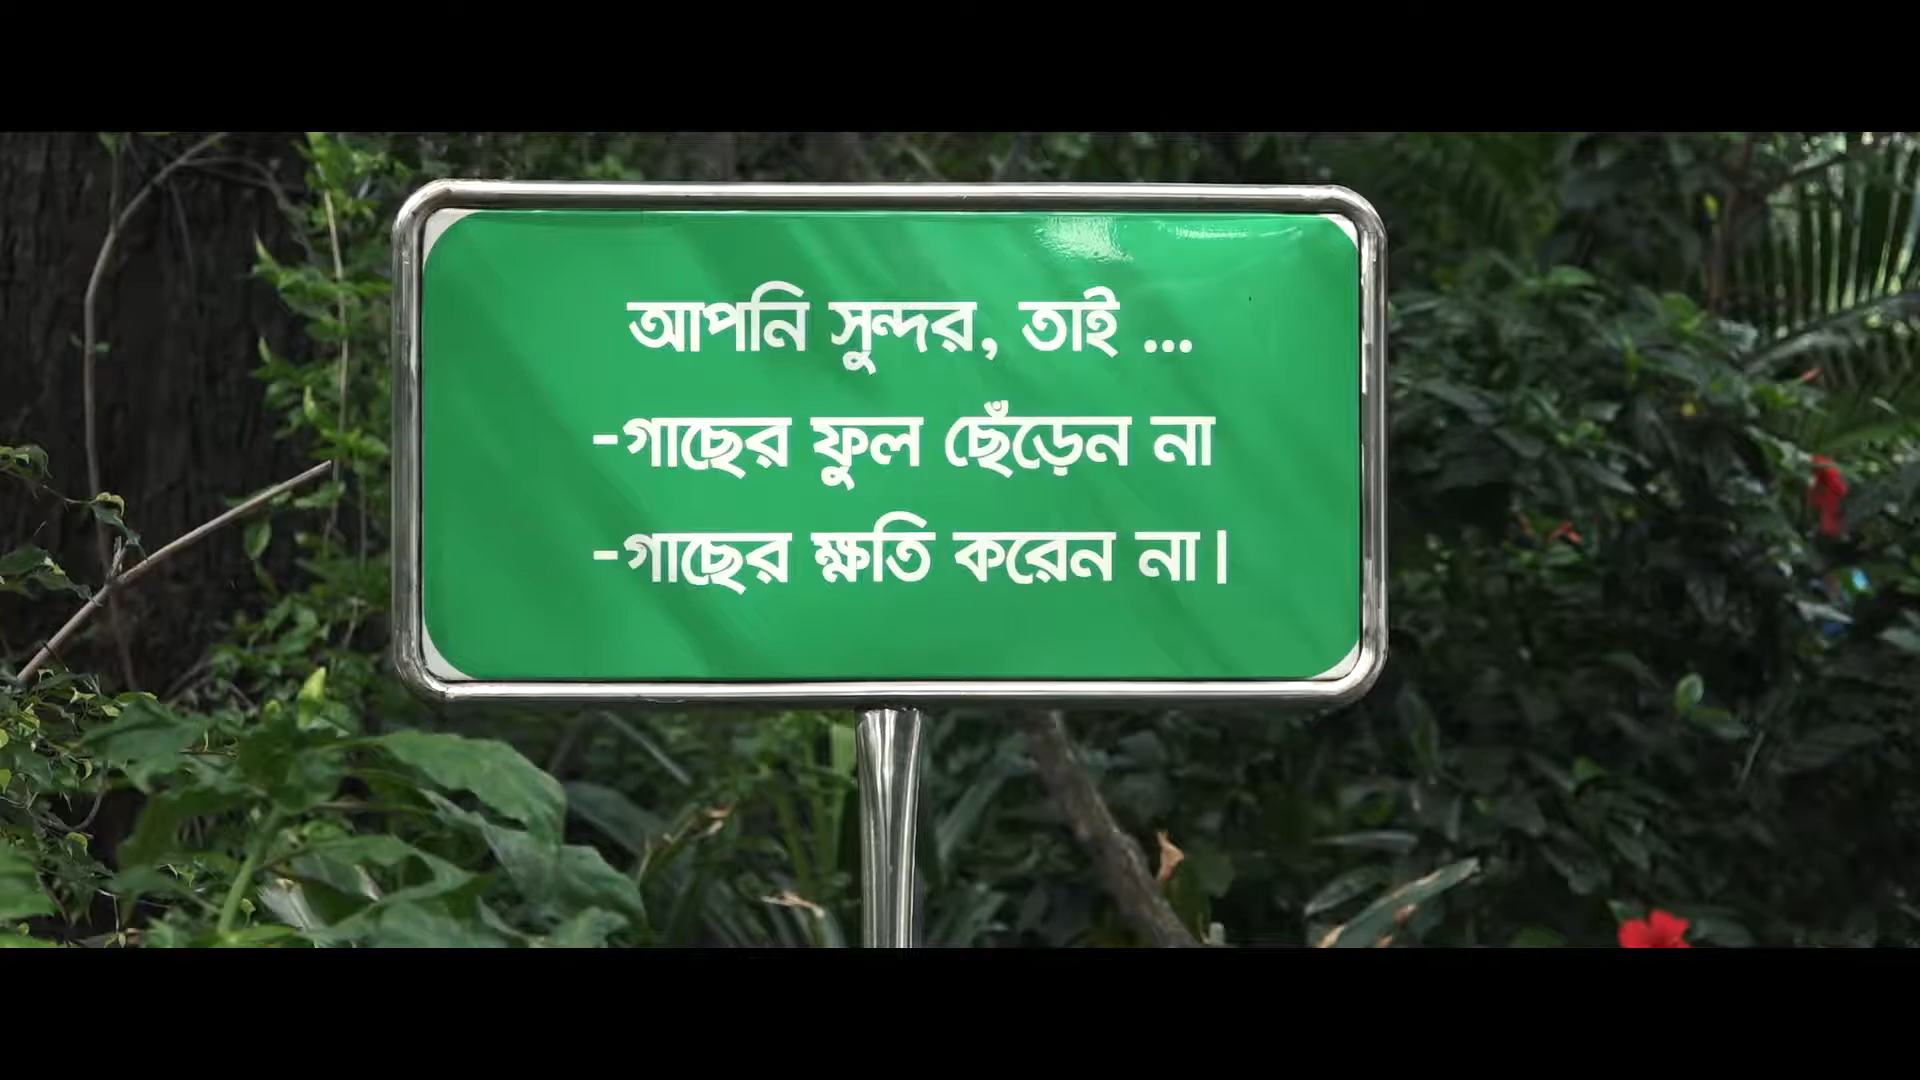 আপনি সুন্দর, তাই ...
-গাছের ফুল ছেঁড়েন না
-গাছের ক্ষতি করেন না।